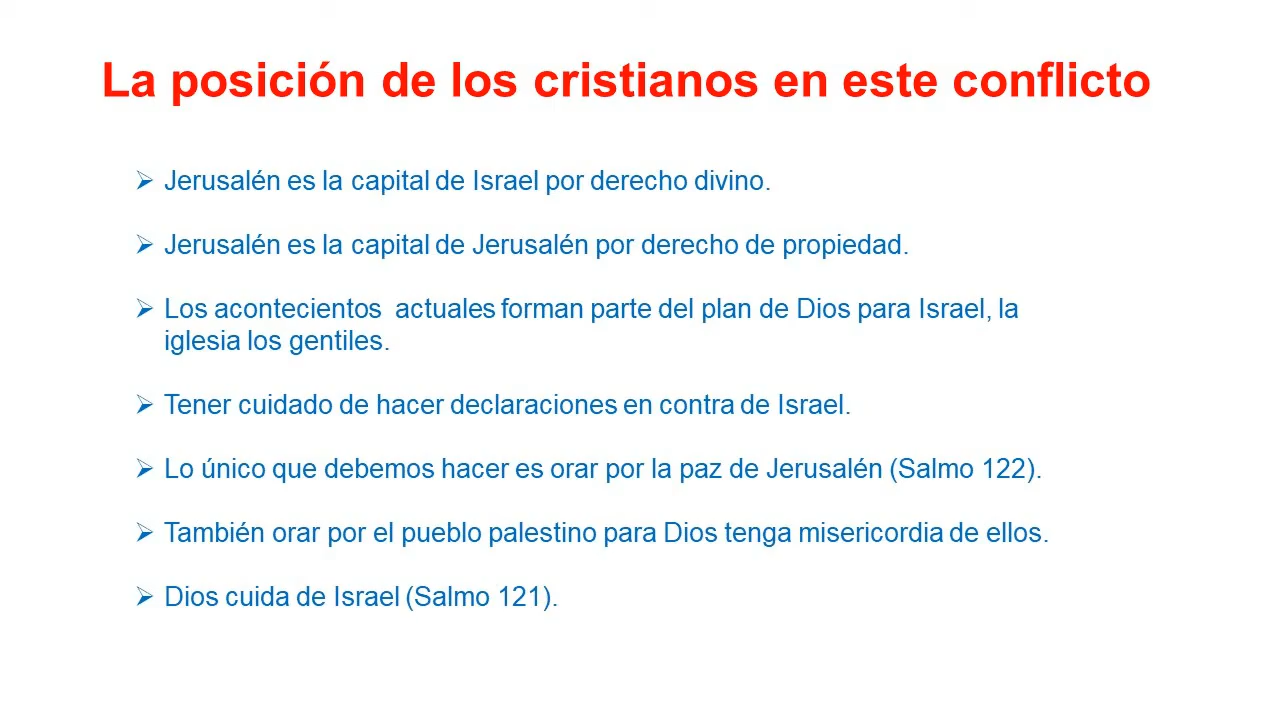 La posición de los cristianos en este conflicto
➢ Jerusalén es la capital de Israel por derecho divino.
➢ Jerusalén es la capital de Jerusalén por derecho de propiedad.
➢ Los acontecientos actuales forman parte del plan de Dios para Israel, la
iglesia los gentiles.
➢ Tener cuidado de hacer declaraciones en contra de Israel.
➢ Lo único que debemos hacer es orar por la paz de Jerusalén (Salmo 122).
➢ También orar por el pueblo palestino para Dios tenga misericordia de ellos.
➢ Dios cuida de Israel (Salmo 121).